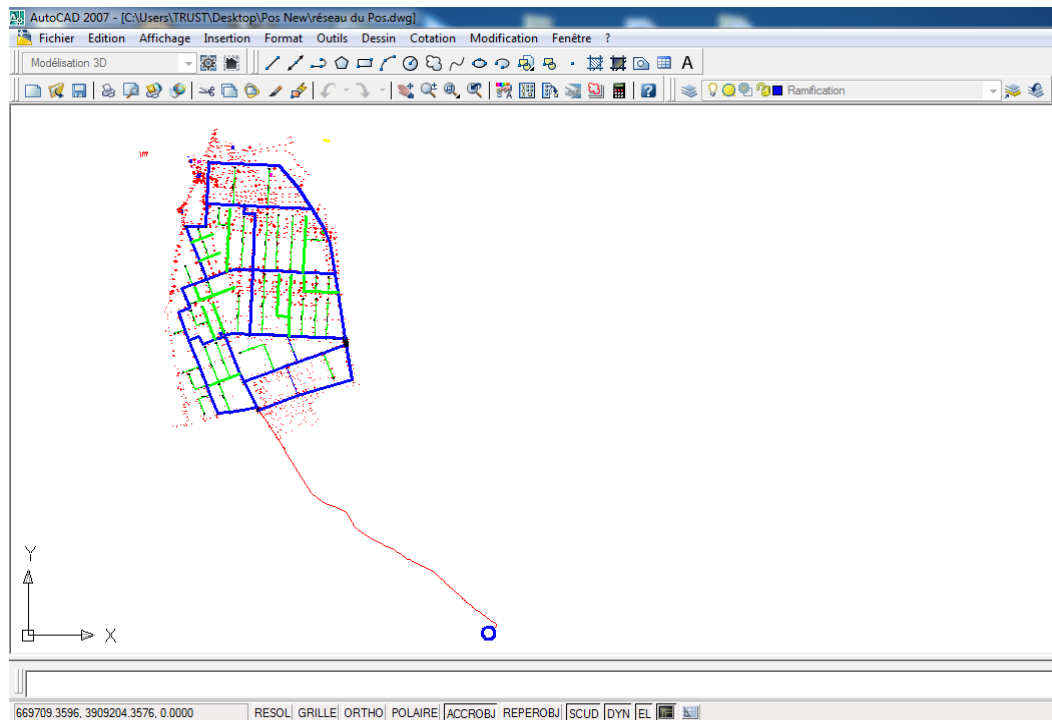 AutoCAD 2007 - [C:\Users\TRUST\Desktop\Pos New\réseau du Pos.dwg]
Fichier Edition Affichage Insertion Format Outils Dessin Cotation Modification Fenêtre ?
Modélisation 3D A
Ramification
Y
X
669709.3596, 3909204.3576, 0.0000 RESOL GRILLE ORTHO POLAIRE ACCROBJ REPEROBJ SCUD DYN EL